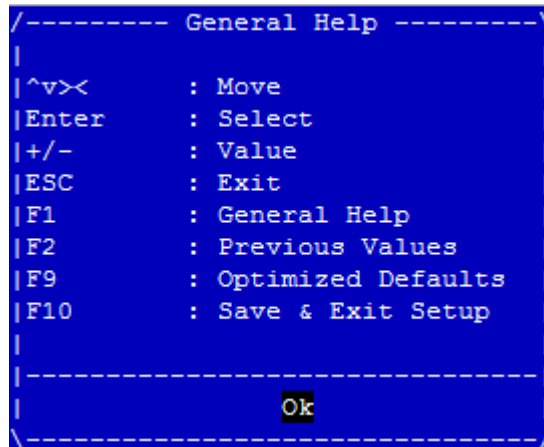 /--------- General Help ---------\
|
|^v><     : Move
|Enter    : Select
|+/-      : Value
|ESC      : Exit
|F1       : General Help
|F2       : Previous Values
|F9       : Optimized Defaults
|F10      : Save & Exit Setup
|
|--------------------------------
|               Ok
\--------------------------------/